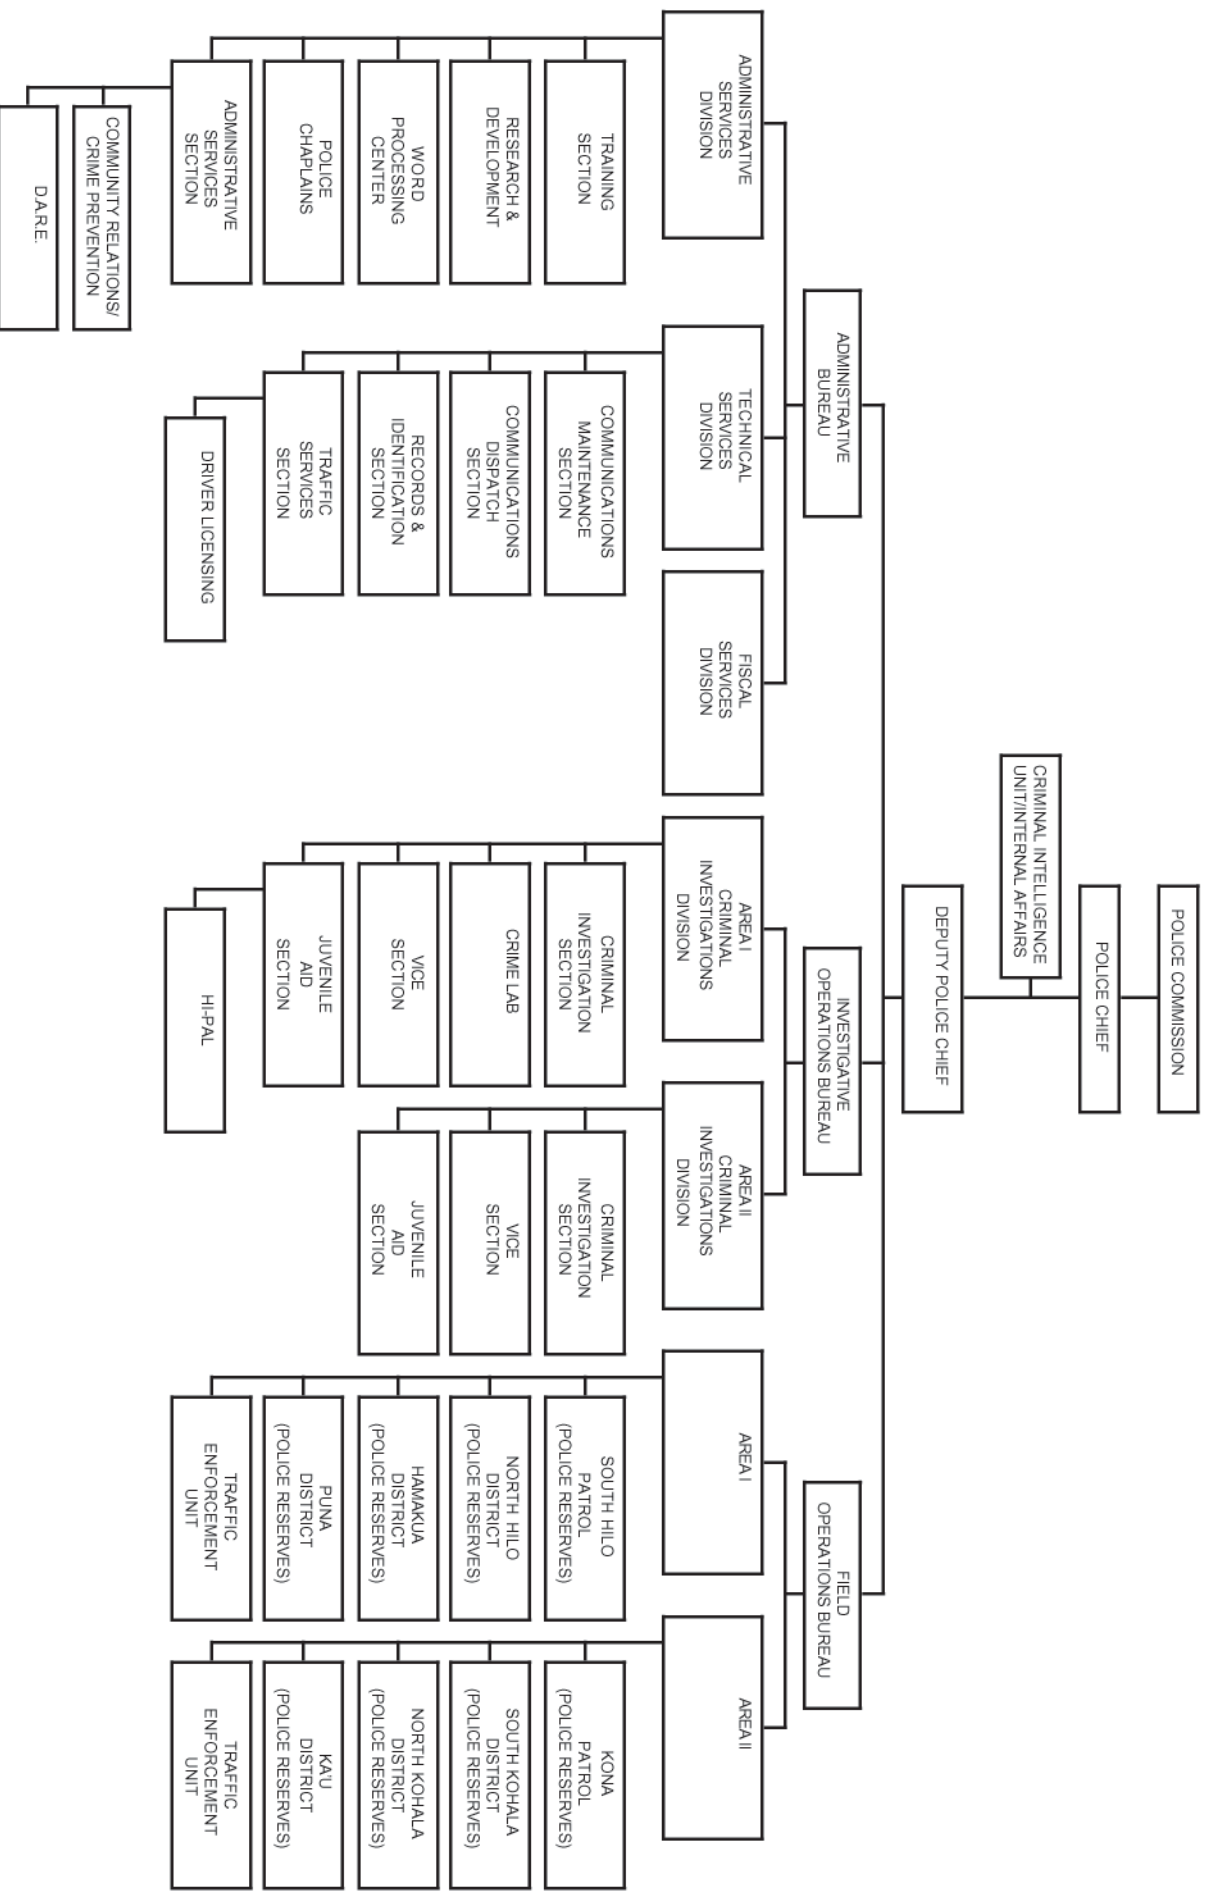 POLICE COMMISSION
POLICE CHIEF
CRIMINAL INTELLIGENCE
UNIT/INTERNAL AFFAIRS
DEPUTY POLICE CHIEF
ADMINISTRATIVE
BUREAU
INVESTIGATIVE
OPERATIONS BUREAU
FIELD
OPERATIONS BUREAU
ADMINISTRATIVE
SERVICES
DIVISION
TECHNICAL
SERVICES
DIVISION
FISCAL
SERVICES
DIVISION
AREA I
CRIMINAL
INVESTIGATIONS
DIVISION
AREA II
CRIMINAL
INVESTIGATIONS
DIVISION
AREA I
AREA II
TRAINING
SECTION
RESEARCH &
DEVELOPMENT
WORD
PROCESSING
CENTER
POLICE
CHAPLAINS
ADMINISTRATIVE
SERVICES
SECTION
COMMUNITY RELATIONS/
CRIME PREVENTION
D.A.R.E.
COMMUNICATIONS
MAINTENANCE
SECTION
COMMUNICATIONS
DISPATCH
SECTION
RECORDS &
IDENTIFICATION
SECTION
TRAFFIC
SERVICES
SECTION
DRIVER LICENSING
CRIMINAL
INVESTIGATION
SECTION
CRIME LAB
VICE
SECTION
JUVENILE
AID
SECTION
HI-PAL
CRIMINAL
INVESTIGATION
SECTION
VICE
SECTION
JUVENILE
AID
SECTION
SOUTH HILO
PATROL
(POLICE RESERVES)
NORTH HILO
DISTRICT
(POLICE RESERVES)
HAMAKUA
DISTRICT
(POLICE RESERVES)
PUNA
DISTRICT
(POLICE RESERVES)
TRAFFIC
ENFORCEMENT
UNIT
KONA
PATROL
(POLICE RESERVES)
SOUTH KOHALA
DISTRICT
(POLICE RESERVES)
NORTH KOHALA
DISTRICT
(POLICE RESERVES)
KA'U
DISTRICT
(POLICE RESERVES)
TRAFFIC
ENFORCEMENT
UNIT